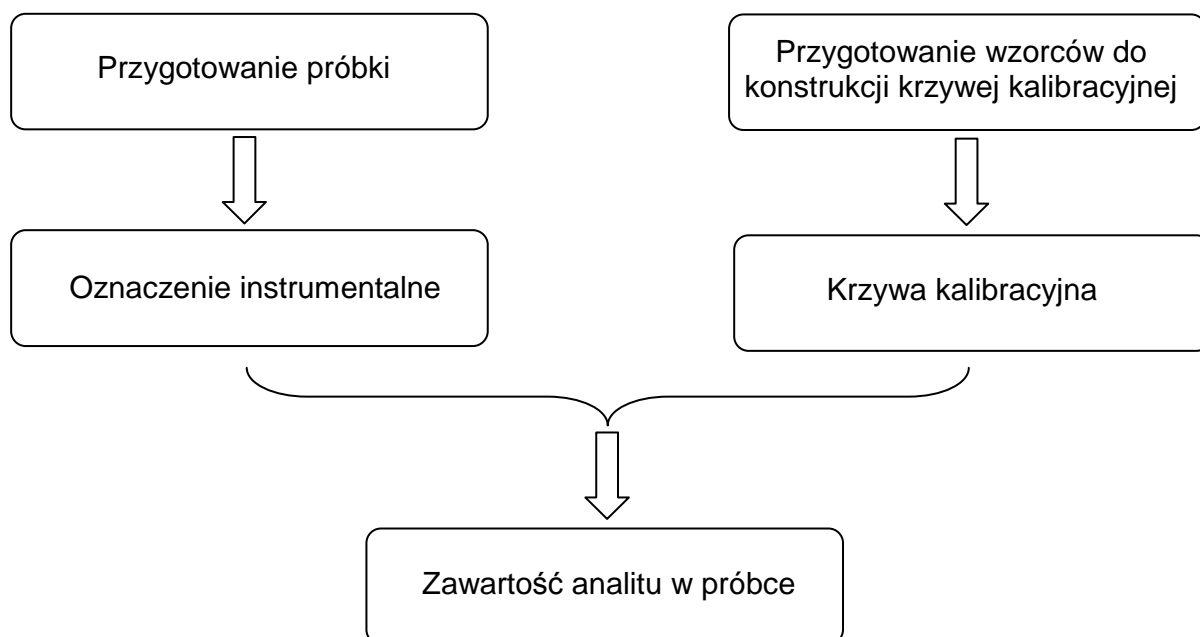 Przygotowanie próbki
Przygotowanie wzorców do
konstrukcji krzywej kalibracyjnej
Oznaczenie instrumentalne
Krzywa kalibracyjna
Zawartość analitu w próbce